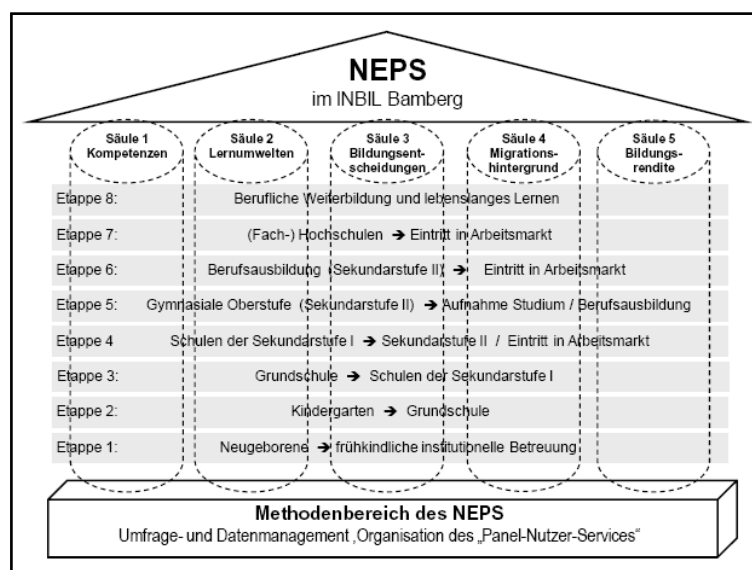 NEPS
im INBIL Bamberg
Säule 1
Kompetenzen
Säule 2
Lernumwelten
Säule 3
Bildungsent-
scheidungen
Säule 4
Migrations-
hintergrund
Säule 5
Bildungs-
rendite
Etappe 8: Berufliche Weiterbildung und lebenslanges Lernen
Etappe 7: (Fach-) Hochschulen ➔ Eintritt in Arbeitsmarkt
Etappe 6: Berufsausbildung (Sekundarstufe II) ➔ Eintritt in Arbeitsmarkt
Etappe 5: Gymnasiale Oberstufe (Sekundarstufe II) ➔ Aufnahme Studium / Berufsausbildung
Etappe 4 Schulen der Sekundarstufe I ➔ Sekundarstufe II / Eintritt in Arbeitsmarkt
Etappe 3: Grundschule ➔ Schulen der Sekundarstufe I
Etappe 2: Kindergarten ➔ Grundschule
Etappe 1: Neugeborene ➔ frühkindliche institutionelle Betreuung
Methodenbereich des NEPS
Umfrage- und Datenmanagement ,Organisation des „Panel-Nutzer-Services“